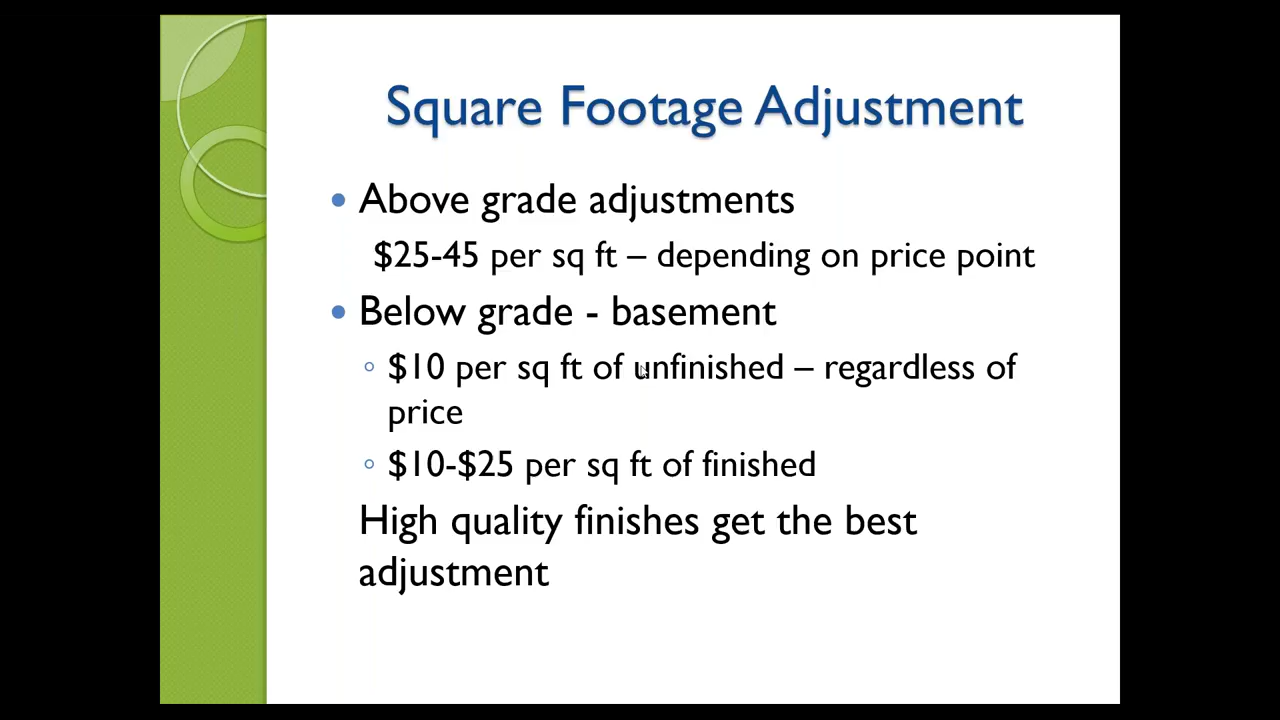 Square Footage Adjustment
• Above grade adjustments
$25-45 per sq ft – depending on price point
• Below grade - basement
◦ $10 per sq ft of unfinished – regardless of
price
◦ $10-$25 per sq ft of finished
High quality finishes get the best
adjustment